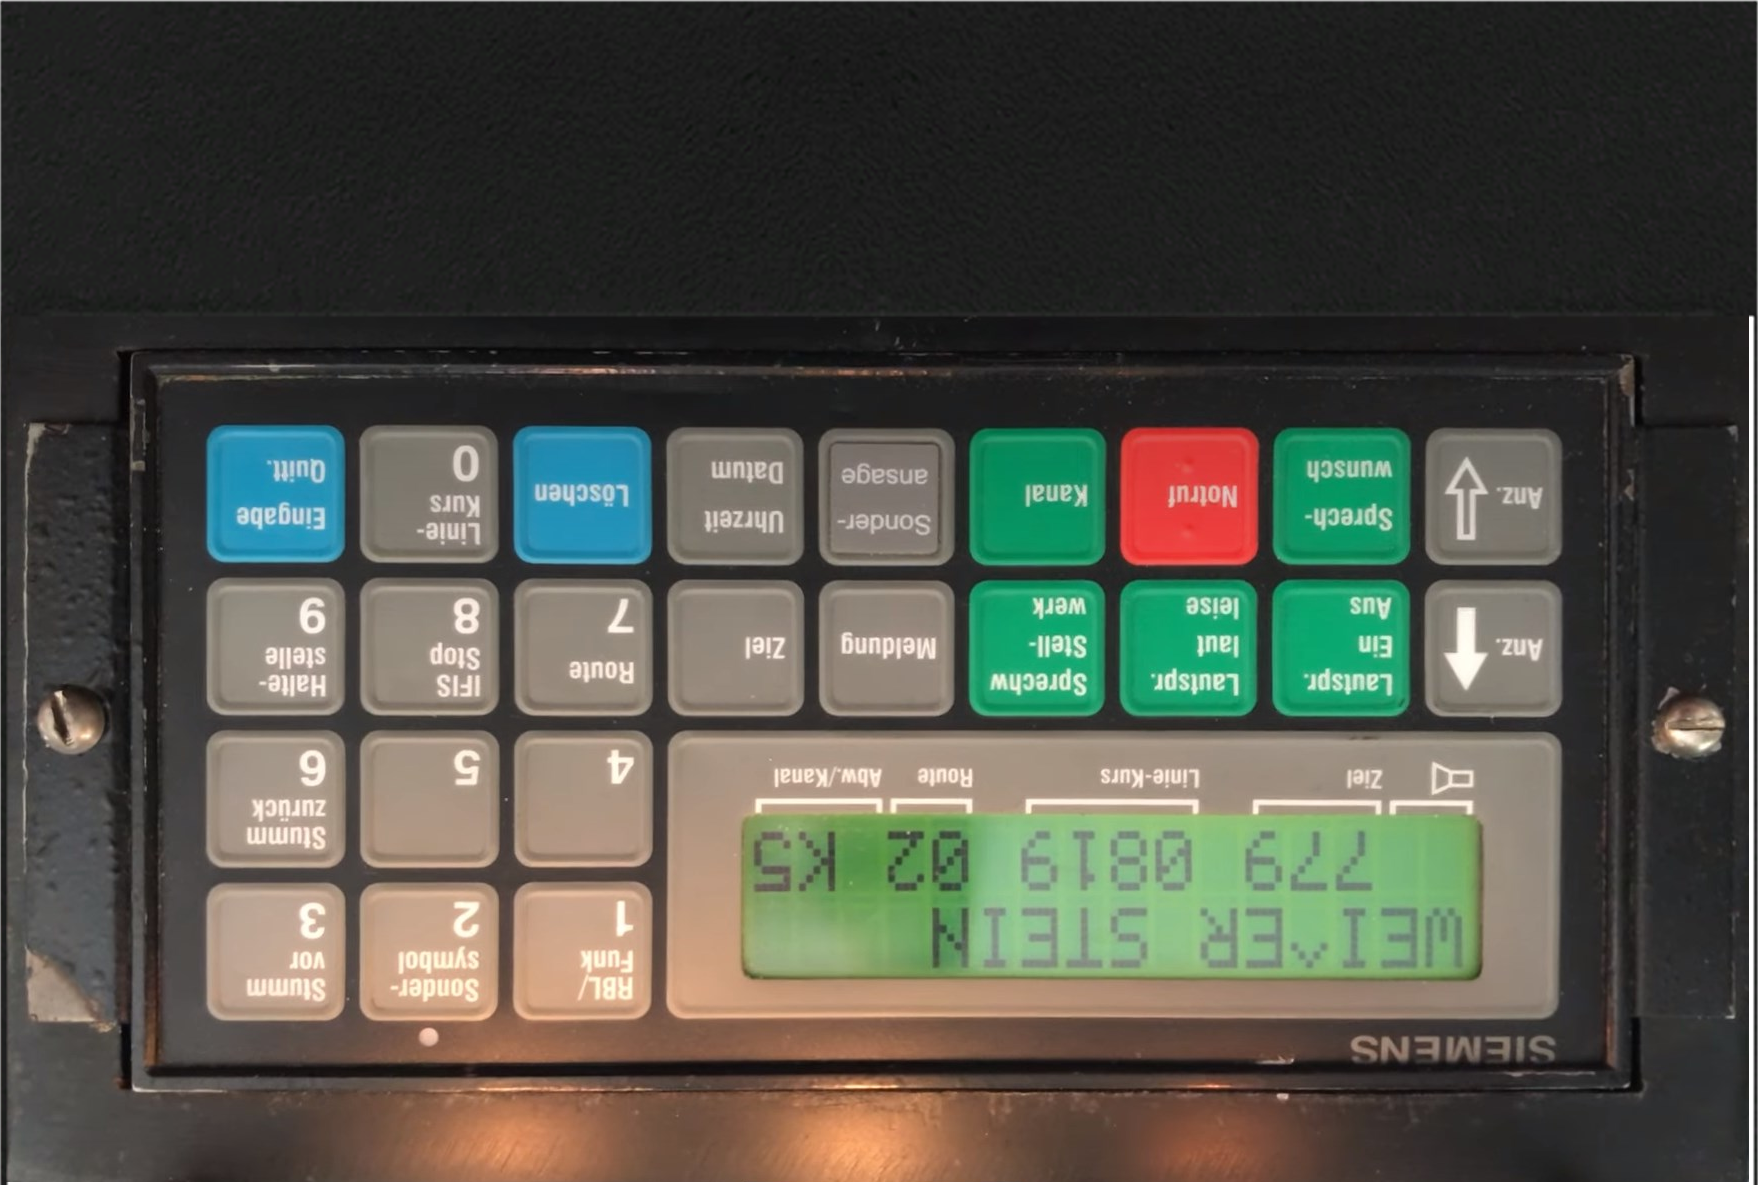 SIEMENS
WEI^ER STEIN
779 0819 02 K5
Ziel Linie-Kurs Route Abw./Kanal
RBL/
Funk
1
Sonder-
symbol
2
Stumm
vor
3
4
5
Stumm
zurück
6
Anz.
Lautspr.
Ein
Aus
Lautspr.
laut
leise
Sprechw
Stell-
werk
Meldung
Ziel
Route
7
IFIS
Stop
8
Halte-
stelle
9
Anz.
Sprech-
wunsch
Notruf
Kanal
Sonder-
ansage
Uhrzeit
Datum
Löschen
Linie-
Kurs
0
Eingabe
Quitt.